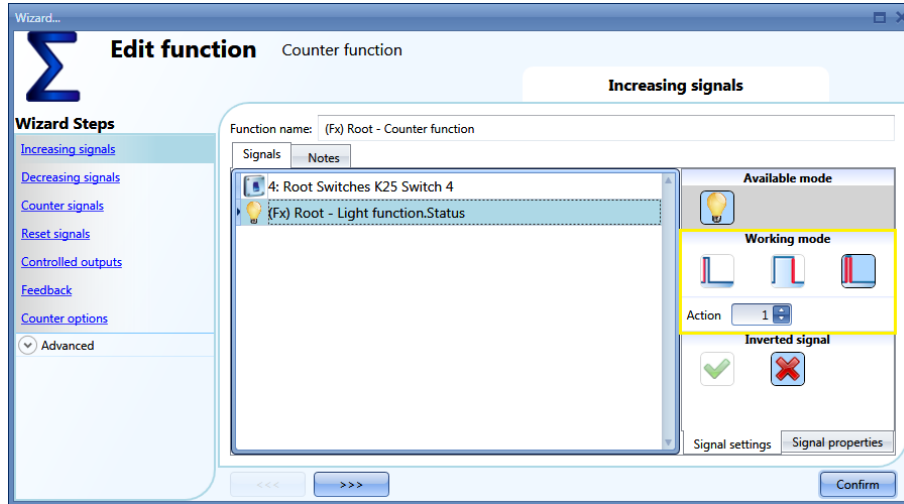 Wizard...
Edit function Counter function
Increasing signals
Wizard Steps
Increasing signals
Decreasing signals
Counter signals
Reset signals
Controlled outputs
Feedback
Counter options
Advanced
Function name: (Fx) Root - Counter function
Signals Notes
4: Root Switches K25 Switch 4
(Fx) Root - Light function.Status
Available mode
Working mode
Action 1
Inverted signal
Signal settings Signal properties
<<< >>> Confirm